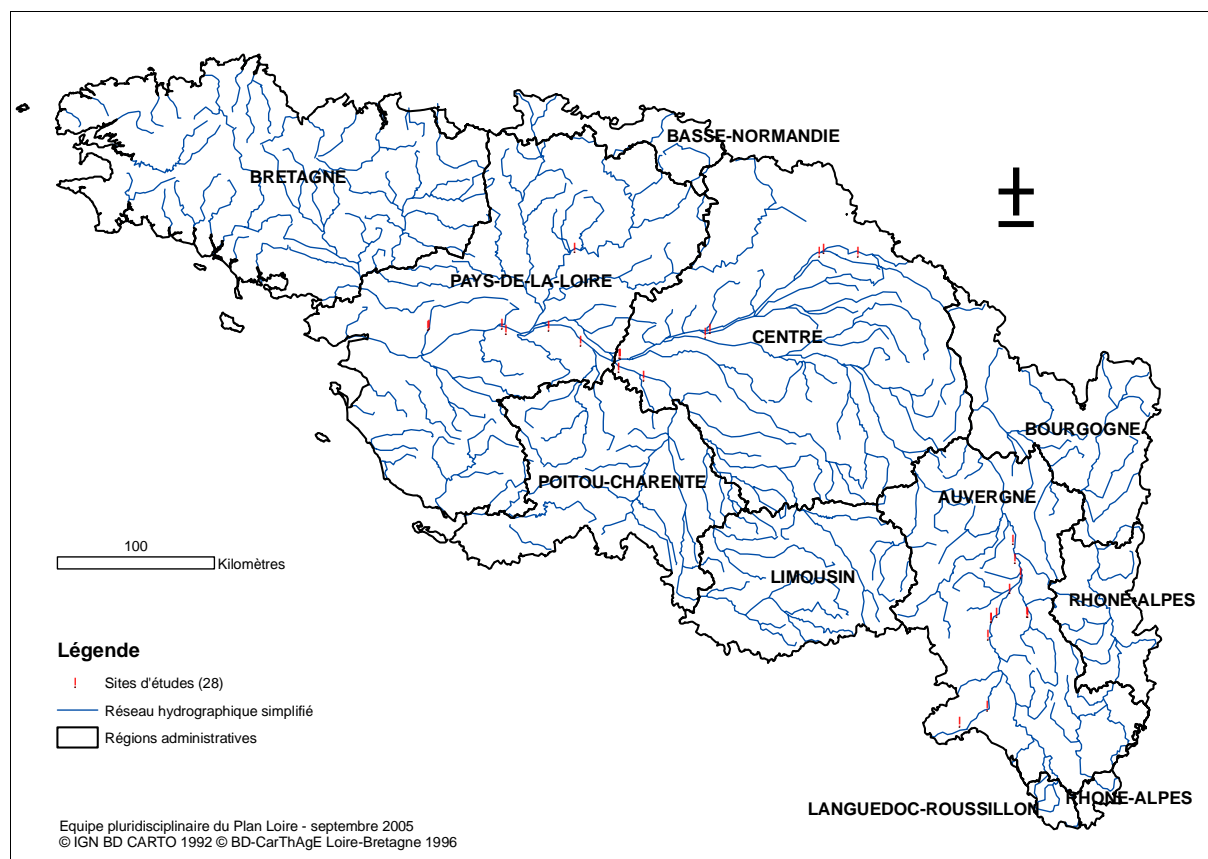 BASSE-NORMANDIE
BRETAGNE
PAYS-DE-LA-LOIRE
CENTRE
BOURGOGNE
POITOU-CHARENTE
AUVERGNE
LIMOUSIN
RHONE-ALPES
LANGUEDOC-ROUSSILLON
RHONE-ALPES
100
Kilomètres
Légende
! Sites d'études (28)
Réseau hydrographique simplifié
Régions administratives
Equipe pluridisciplinaire du Plan Loire - septembre 2005
© IGN BD CARTO 1992 © BD-CarThAgE Loire-Bretagne 1996